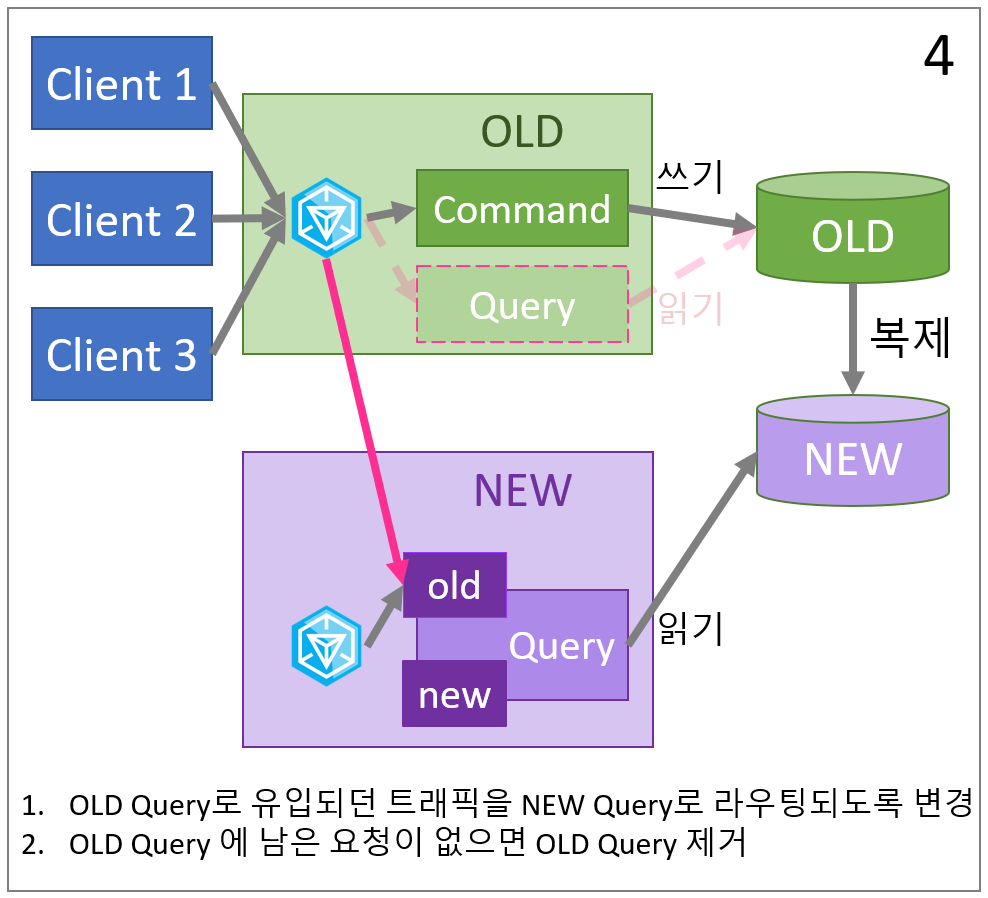 4
Client 1
Client 2
Client 3
OLD
Command
쓰기
OLD
Query
읽기
복제
NEW
NEW
old
Query
읽기
new
1. OLD Query로 유입되던 트래픽을 NEW Query로 라우팅되도록 변경
2. OLD Query 에 남은 요청이 없으면 OLD Query 제거